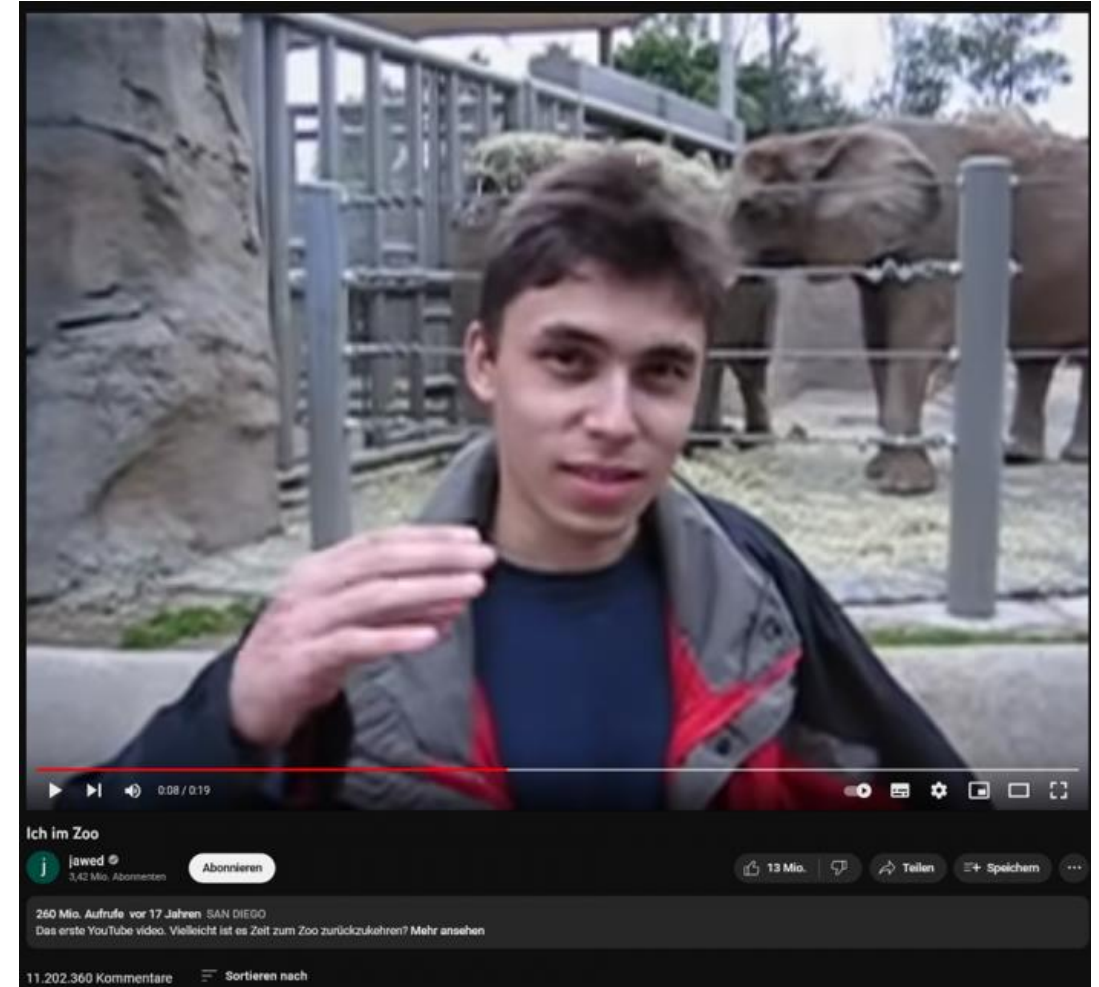 0:08 / 0:19
Ich im Zoo
j
jawed
3,42 Mio. Abonnenten
Abonnieren
13 Mio.
Teilen
Speichern
260 Mio. Aufrufe vor 17 Jahren SAN DIEGO
Das erste YouTube video. Vielleicht ist es Zeit zum Zoo zurückzukehren? Mehr ansehen
11.202.360 Kommentare
Sortieren nach